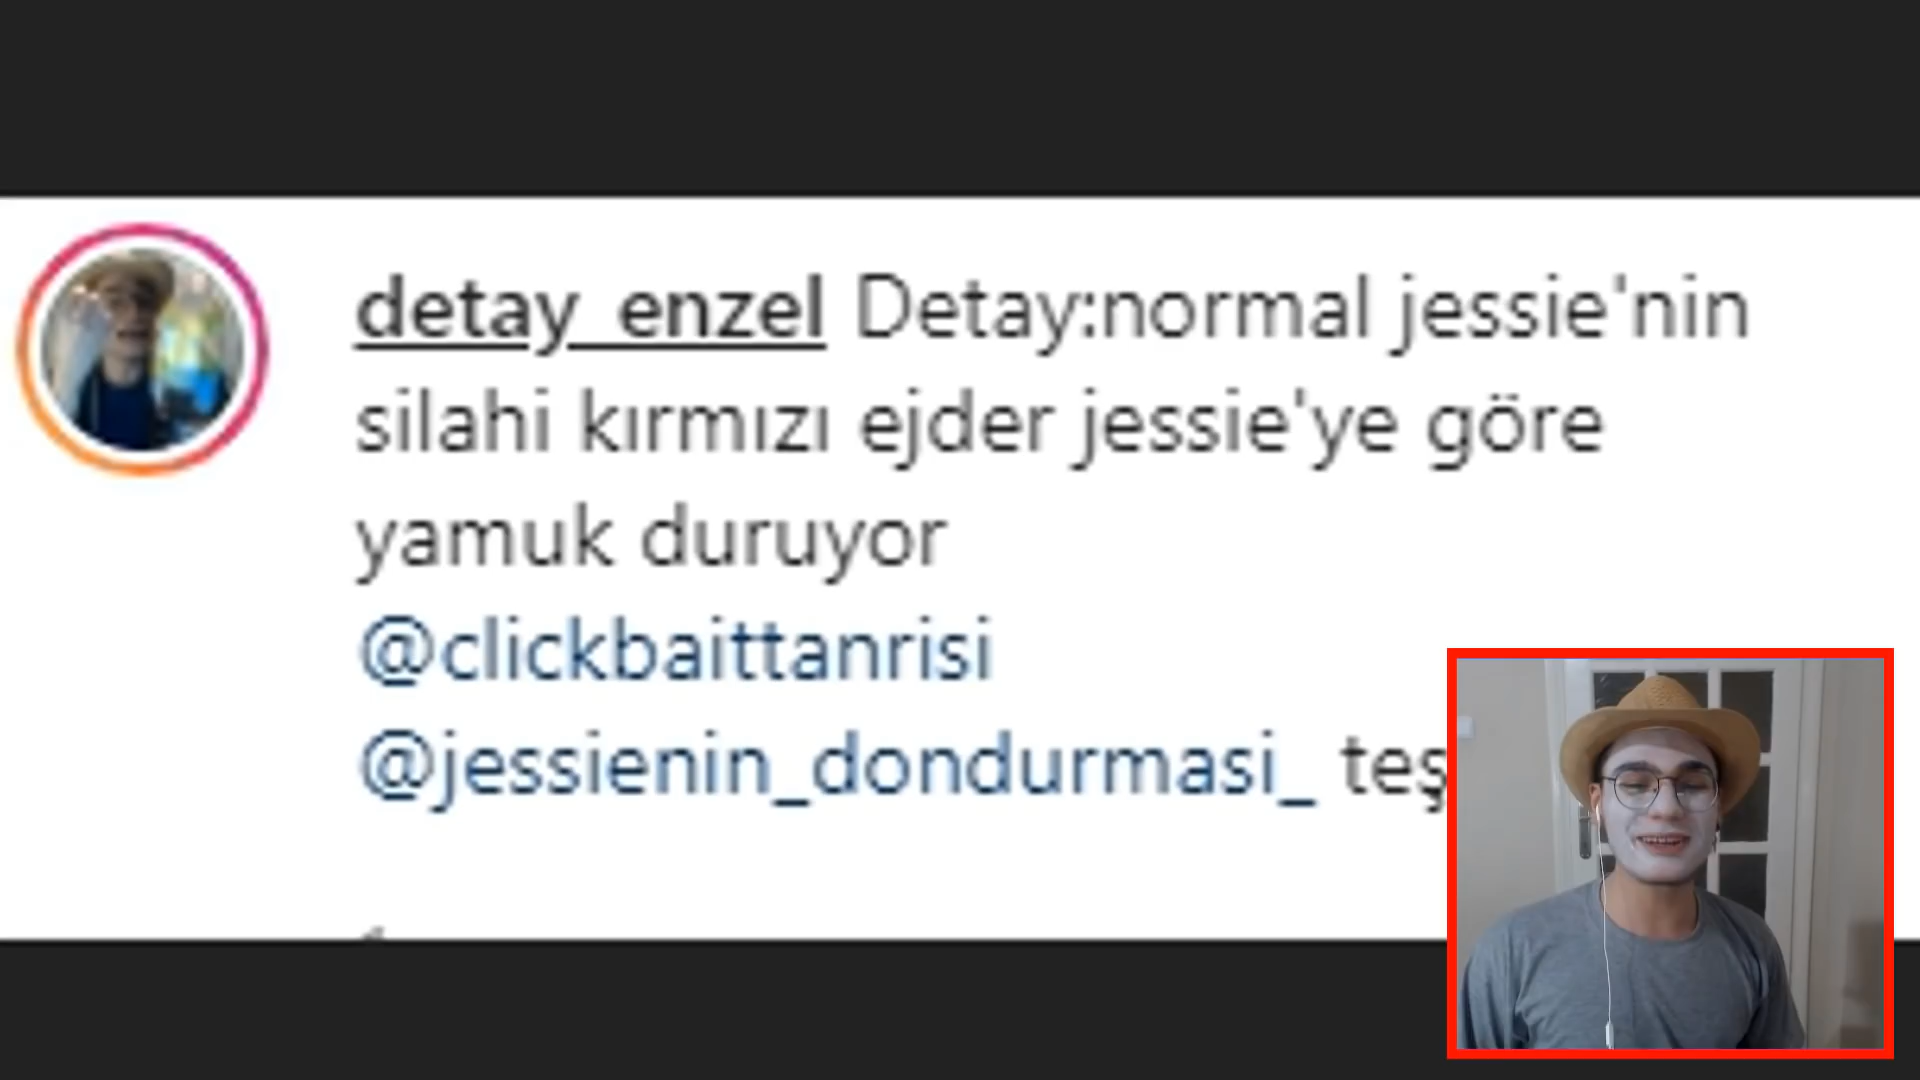 detay_enzel Detay:normal jessie'nin
silahi kırmızı ejder jessie'ye göre
yamuk duruyor
@clickbaittanrisi
@jessienin_dondurmasi_